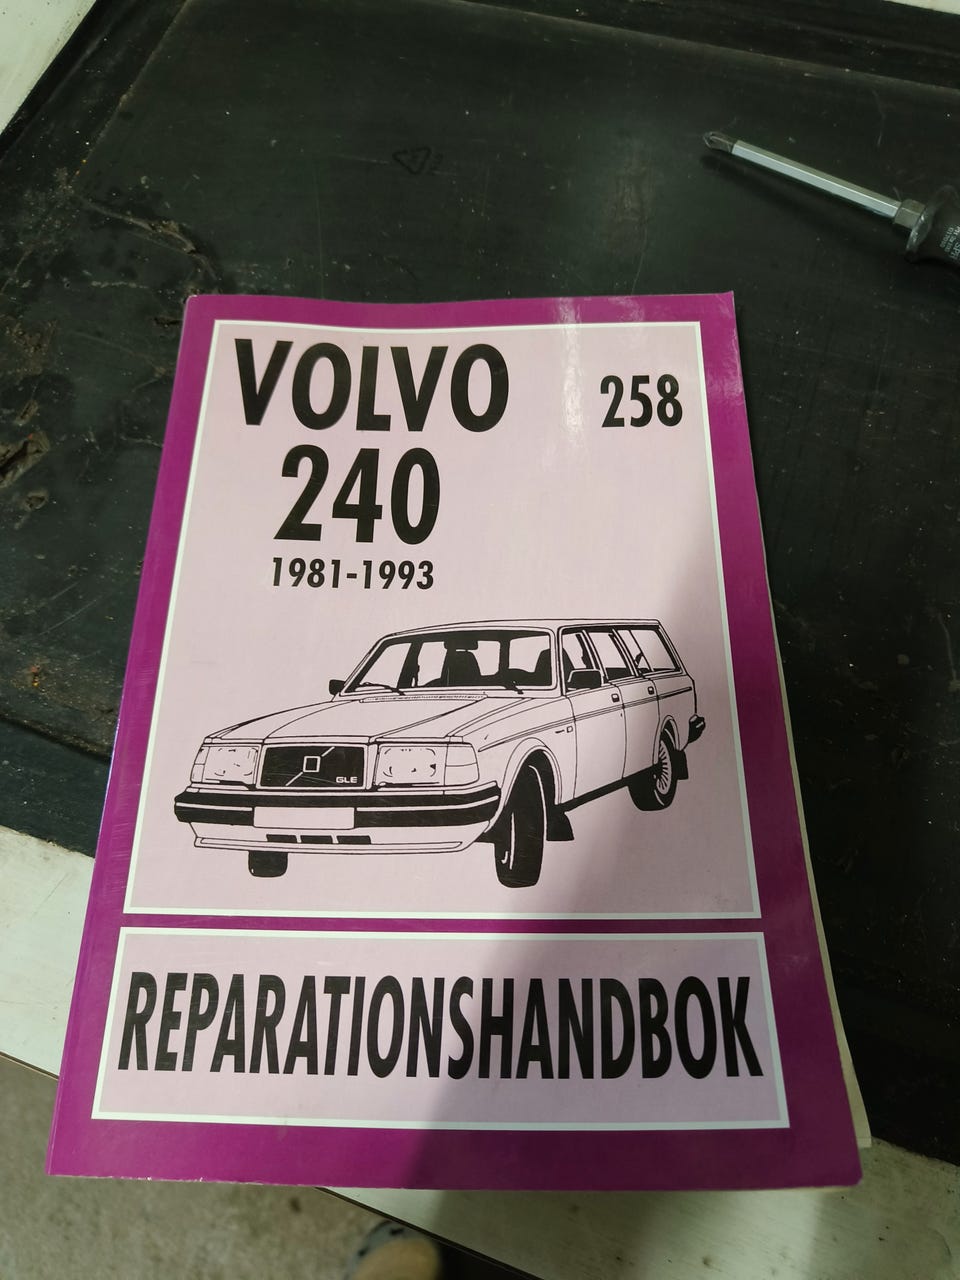 VOLVO 258
240
1981-1993
GLE
REPARATIONSHANDBOK